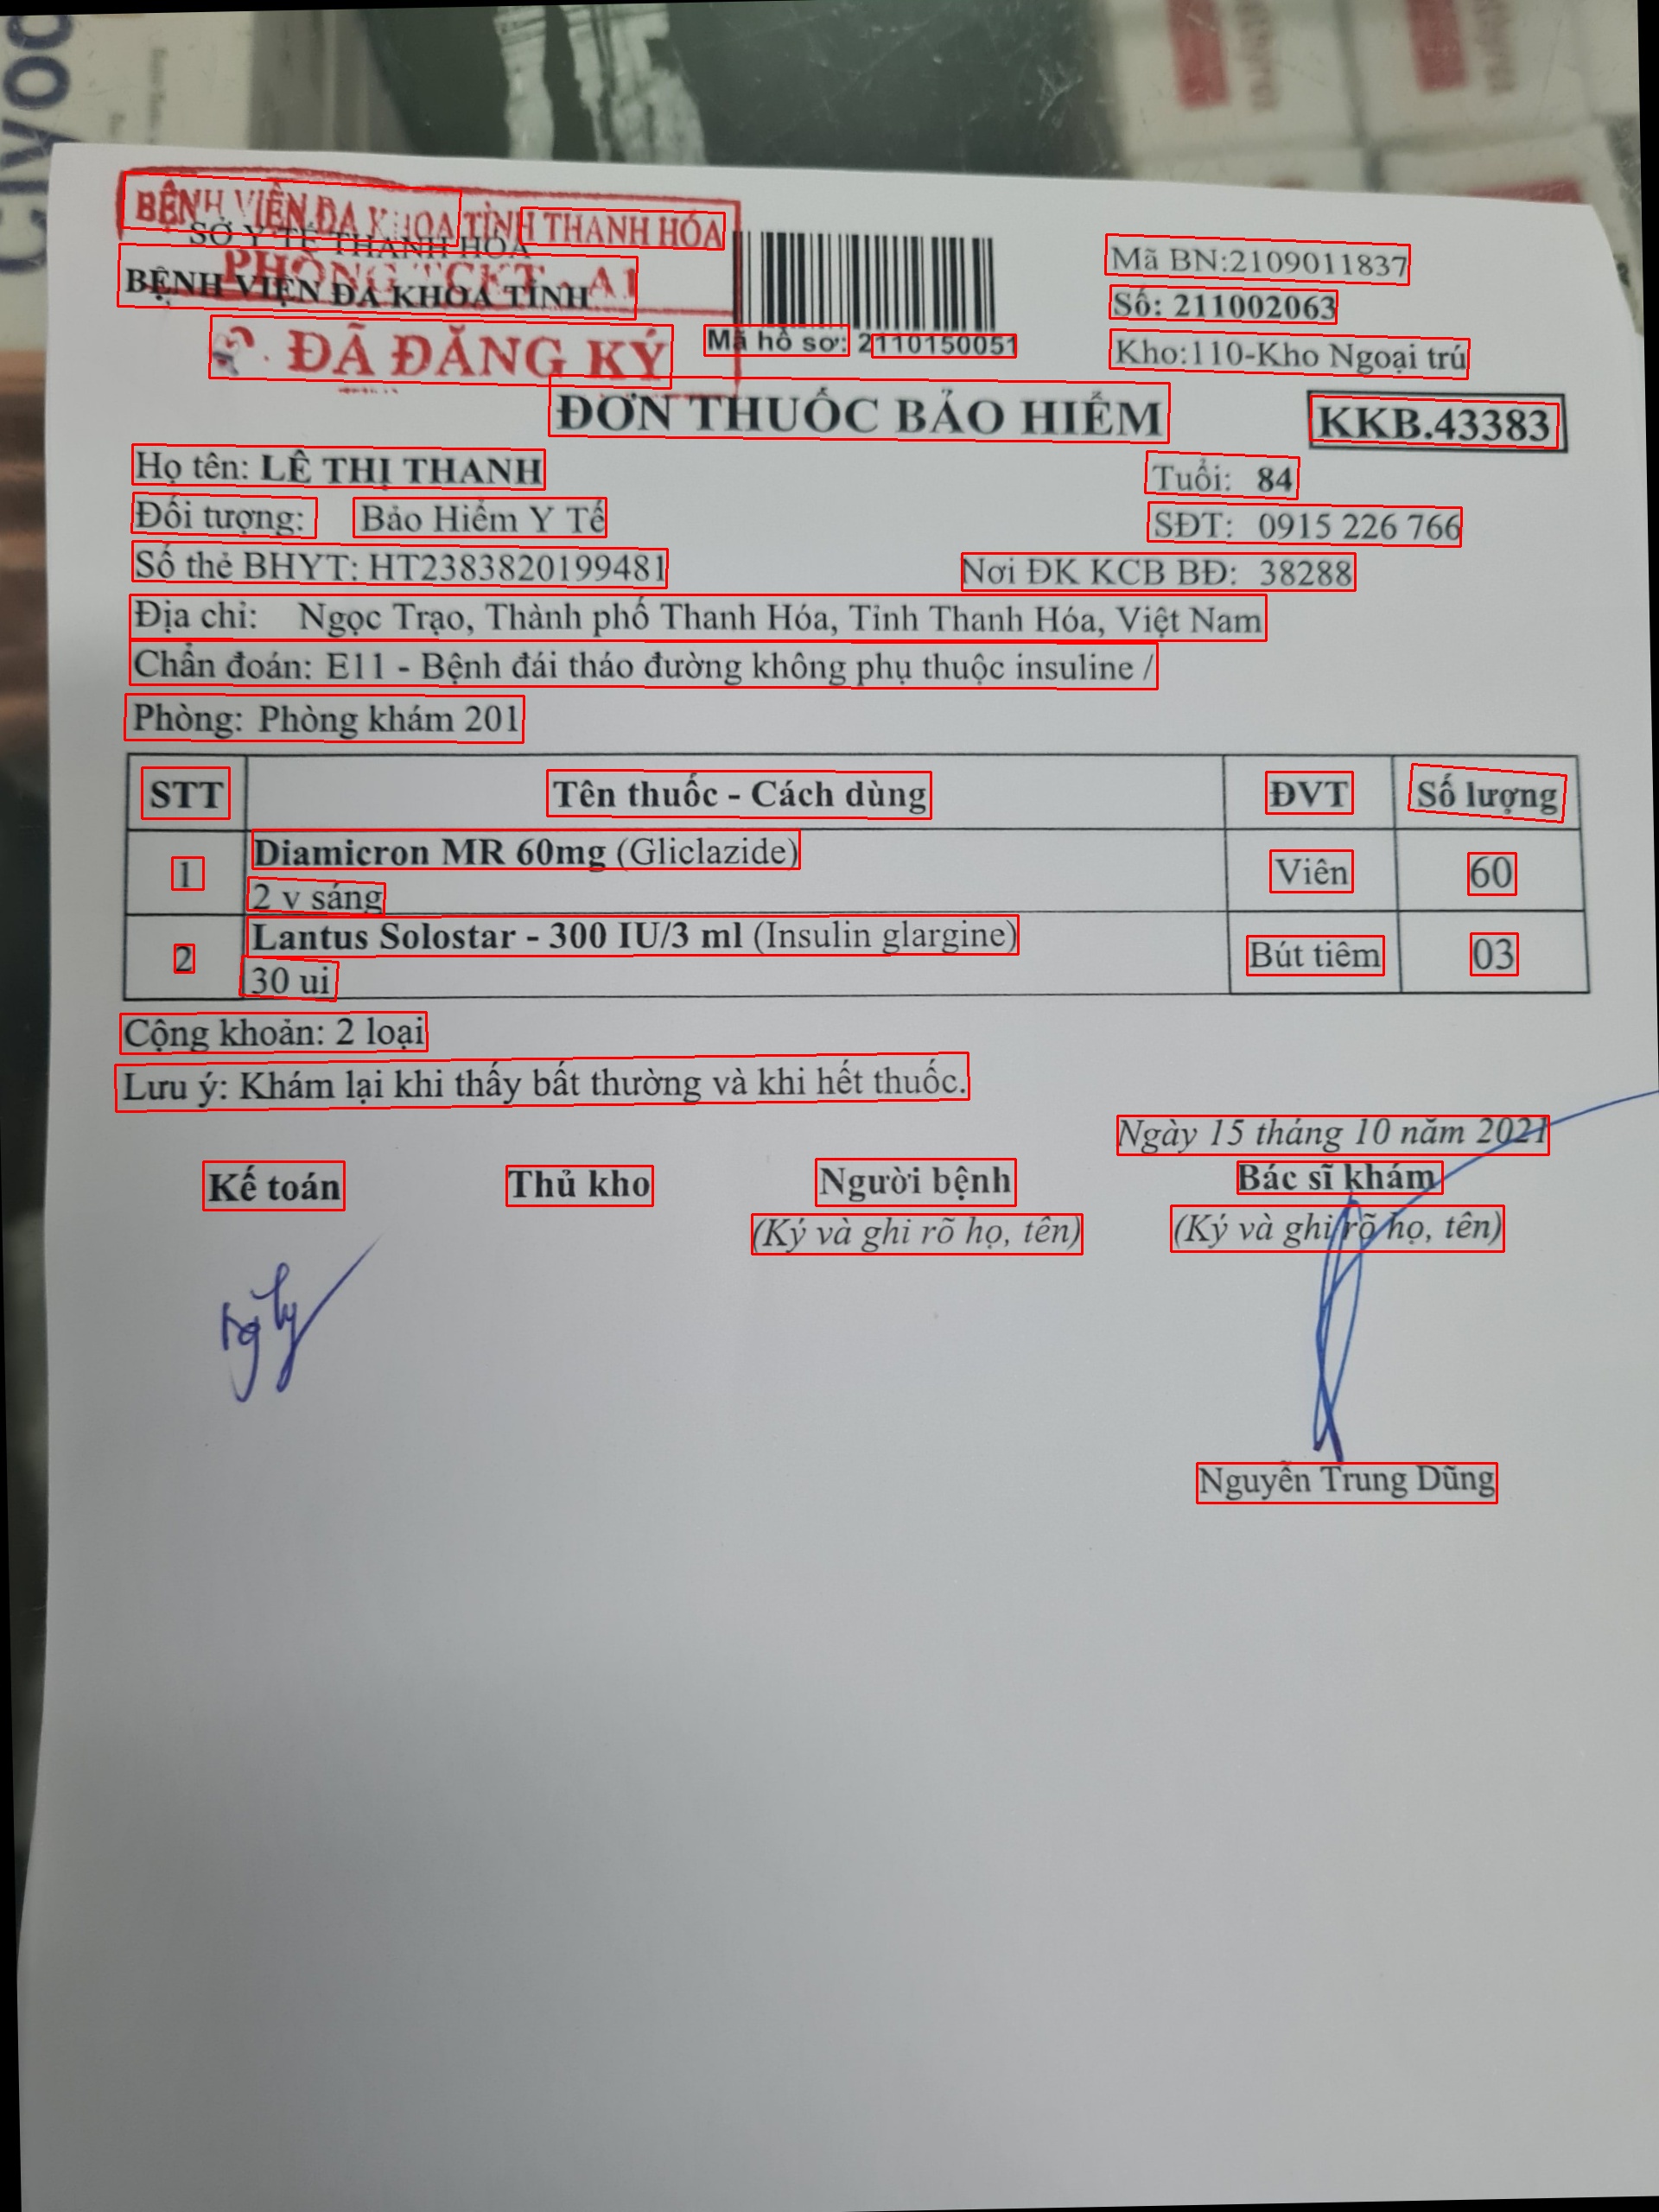 BỆNH VIỆN ĐA KHOA TỈNH THANH HÓA
SỞ Y TẾ THANH HÓA
PHÒNG TCKT - A1
BỆNH VIỆN ĐA KHOA TỈNH
ĐÃ ĐĂNG KÝ
Mã hồ sơ: 2110150051
Mã BN:2109011837
Số: 211002063
Kho:110-Kho Ngoại trú
ĐƠN THUỐC BẢO HIỂM
KKB.43383
Họ tên: LÊ THỊ THANH Tuổi: 84
Đối tượng: Bảo Hiểm Y Tế SĐT: 0915 226 766
Số thẻ BHYT: HT2383820199481 Nơi ĐK KCB BĐ: 38288
Địa chỉ: Ngọc Trạo, Thành phố Thanh Hóa, Tỉnh Thanh Hóa, Việt Nam
Chẩn đoán: E11 - Bệnh đái tháo đường không phụ thuộc insuline /
Phòng: Phòng khám 201
STT Tên thuốc - Cách dùng ĐVT Số lượng
1 Diamicron MR 60mg (Gliclazide) Viên 60
2 v sáng
2 Lantus Solostar - 300 IU/3 ml (Insulin glargine) Bút tiêm 03
30 ui
Cộng khoản: 2 loại
Lưu ý: Khám lại khi thấy bất thường và khi hết thuốc.
Ngày 15 tháng 10 năm 2021
Kế toán Thủ kho Người bệnh Bác sĩ khám
(Ký và ghi rõ họ, tên) (Ký và ghi rõ họ, tên)
Nguyễn Trung Dũng